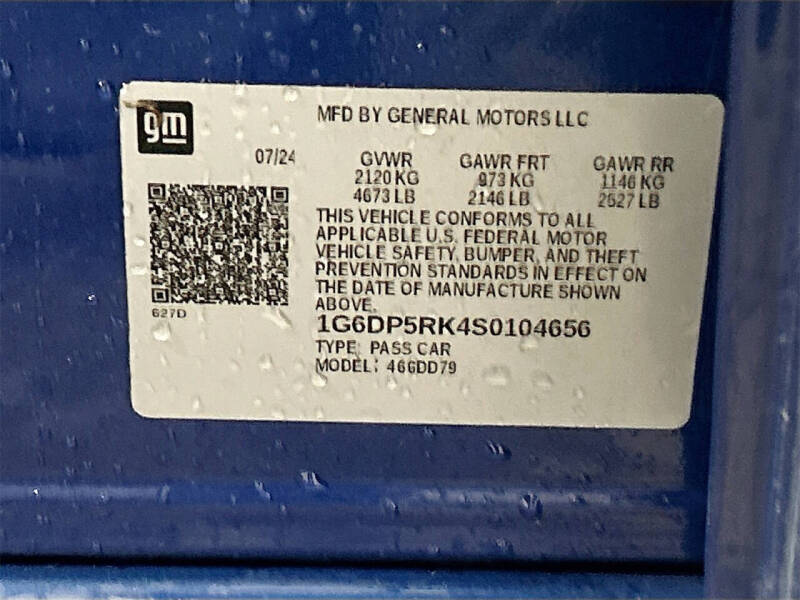 gm
MFD BY GENERAL MOTORS LLC
07/24
GVWR GAWR FRT GAWR RR
2120 KG 973 KG 1146 KG
4673 LB 2146 LB 2527 LB
THIS VEHICLE CONFORMS TO ALL
APPLICABLE U.S. FEDERAL MOTOR
VEHICLE SAFETY, BUMPER, AND THEFT
PREVENTION STANDARDS IN EFFECT ON
THE DATE OF MANUFACTURE SHOWN
ABOVE.
627D
1G6DP5RK4S0104656
TYPE: PASS CAR
MODEL: 466DD79